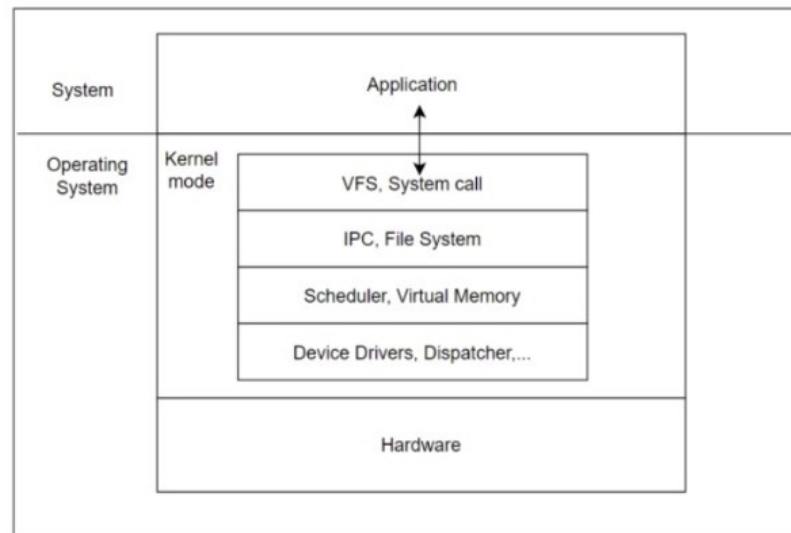 System
Application
Operating
System
Kernel
mode
VFS, System call
IPC, File System
Scheduler, Virtual Memory
Device Drivers, Dispatcher,...
Hardware